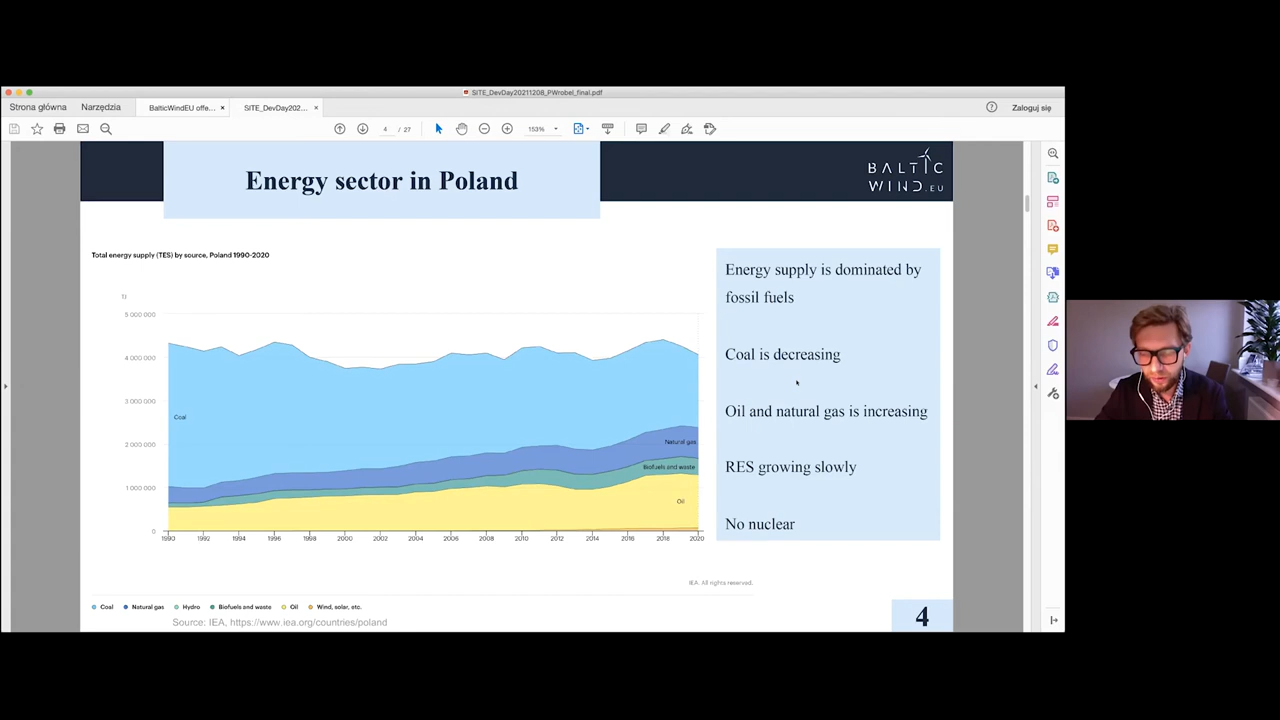 SITE_DevDay20211208_PWrobel_final.pdf
Strona główna
Narzędzia
BalticWindEU offe...
SITE_DevDay202...
Zaloguj się
4 / 27
153%
Energy sector in Poland
BALTIC
WIND.EU
Total energy supply (TES) by source, Poland 1990-2020
TJ
5 000 000
4 000 000
3 000 000
2 000 000
1 000 000
0
Coal
Natural gas
Biofuels and waste
Oil
1990 1992 1994 1996 1998 2000 2002 2004 2006 2008 2010 2012 2014 2016 2018 2020
Energy supply is dominated by
fossil fuels
Coal is decreasing
Oil and natural gas is increasing
RES growing slowly
No nuclear
IEA. All rights reserved.
Coal Natural gas Hydro Biofuels and waste Oil Wind, solar, etc.
Source: IEA, https://www.iea.org/countries/poland
4